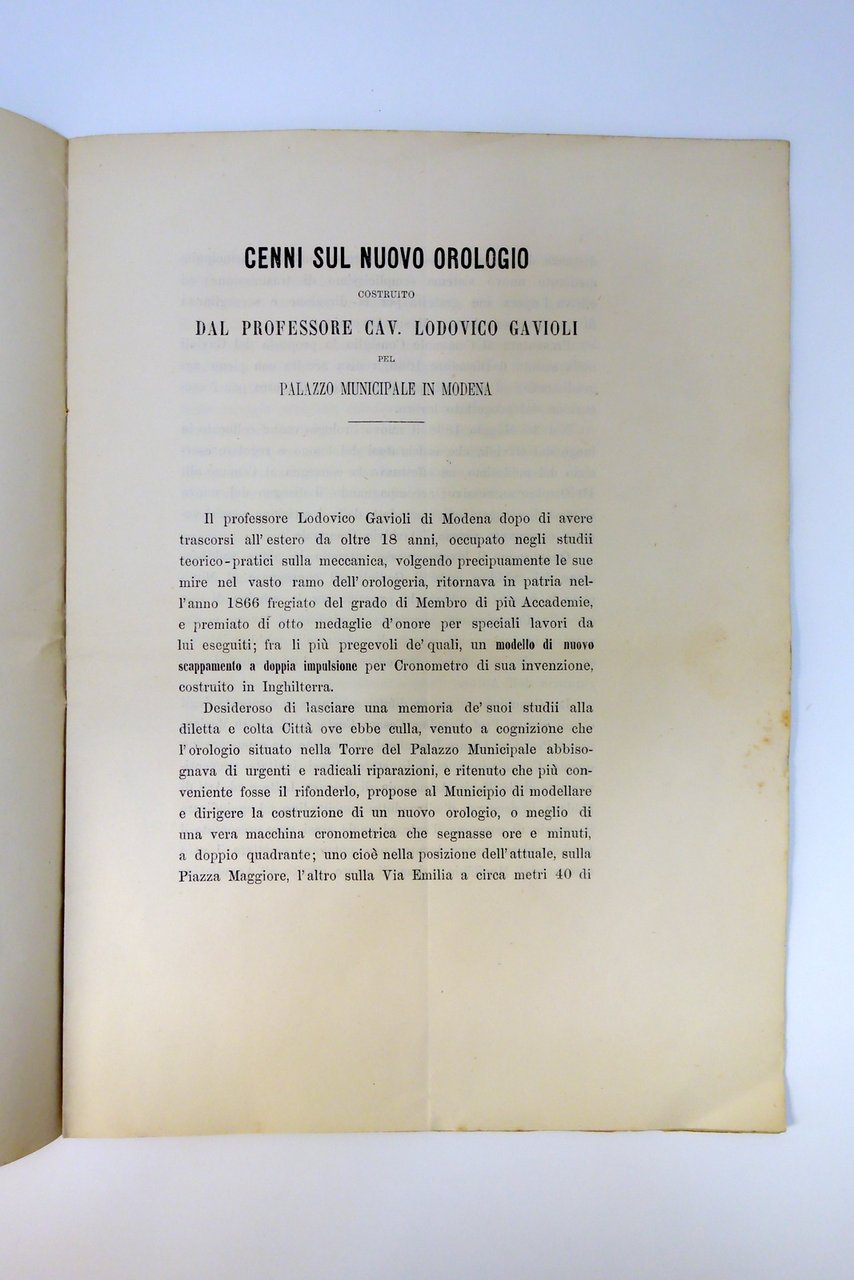 CENNI SUL NUOVO OROLOGIO
COSTRUITO
DAL PROFESSORE CAV. LODOVICO GAVIOLI
PEL
PALAZZO MUNICIPALE IN MODENA
Il professore Lodovico Gavioli di Modena dopo di avere
trascorsi all' estero da oltre 18 anni, occupato negli studii
teorico-pratici sulla meccanica, volgendo precipuamente le sue
mire nel vasto ramo dell' orologeria, ritornava in patria nel-
l'anno 1866 fregiato del grado di Membro di più Accademie,
e premiato di otto medaglie d'onore per speciali lavori da
lui eseguiti; fra li più pregevoli de' quali, un modello di nuovo
scappamento a doppia impulsione per Cronometro di sua invenzione,
costruito in Inghilterra.
Desideroso di lasciare una memoria de' suoi studii alla
diletta e colta Città ove ebbe culla, venuto a cognizione che
l' orologio situato nella Torre del Palazzo Municipale abbiso-
gnava di urgenti e radicali riparazioni, e ritenuto che più con-
veniente fosse il rifonderlo, propose al Municipio di modellare
e dirigere la costruzione di un nuovo orologio, o meglio di
una vera macchina cronometrica che segnasse ore e minuti,
a doppio quadrante; uno cioè nella posizione dell' attuale, sulla
Piazza Maggiore, l'altro sulla Via Emilia a circa metri 40 di